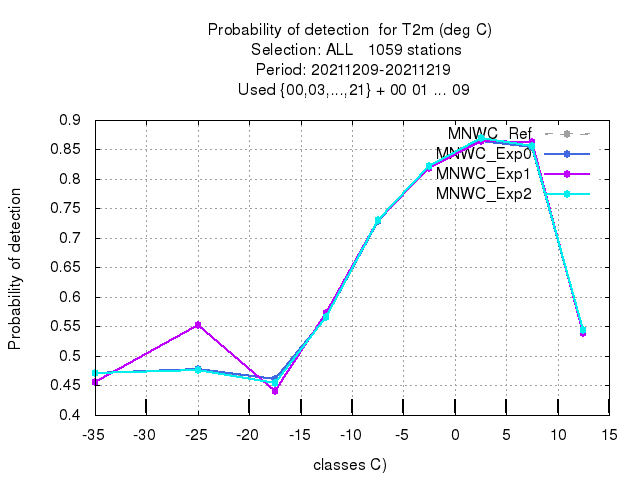 Probability of detection  for T2m (deg C)
Selection: ALL   1059 stations
Period: 20211209-20211219
Used {00,03,...,21} + 00 01 ... 09
Probability of detection
0.9
0.85
0.8
0.75
0.7
0.65
0.6
0.55
0.5
0.45
0.4
MNWC_Ref
MNWC_Exp0
MNWC_Exp1
MNWC_Exp2
-35 -30 -25 -20 -15 -10 -5 0 5 10 15
classes C)